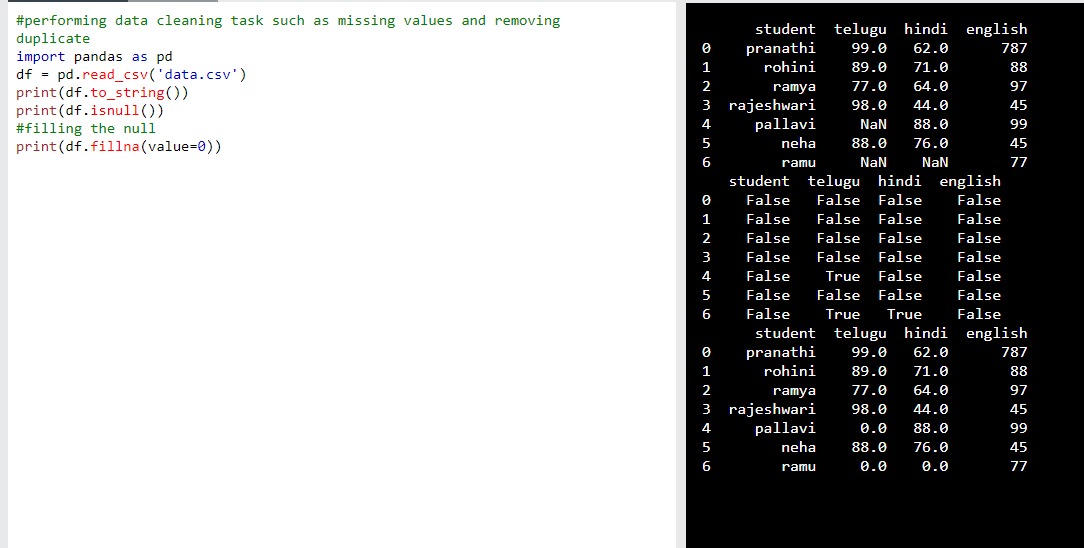 #performing data cleaning task such as missing values and removing
duplicate
import pandas as pd
df = pd.read_csv('data.csv')
print(df.to_string())
print(df.isnull())
#filling the null
print(df.fillna(value=0))
student telugu hindi english
0 pranathi 99.0 62.0 787
1 rohini 89.0 71.0 88
2 ramya 77.0 64.0 97
3 rajeshwari 98.0 44.0 45
4 pallavi NaN 88.0 99
5 neha 88.0 76.0 45
6 ramu NaN NaN 77
student telugu hindi english
0 False False False False
1 False False False False
2 False False False False
3 False False False False
4 False True False False
5 False False False False
6 False True True False
student telugu hindi english
0 pranathi 99.0 62.0 787
1 rohini 89.0 71.0 88
2 ramya 77.0 64.0 97
3 rajeshwari 98.0 44.0 45
4 pallavi 0.0 88.0 99
5 neha 88.0 76.0 45
6 ramu 0.0 0.0 77